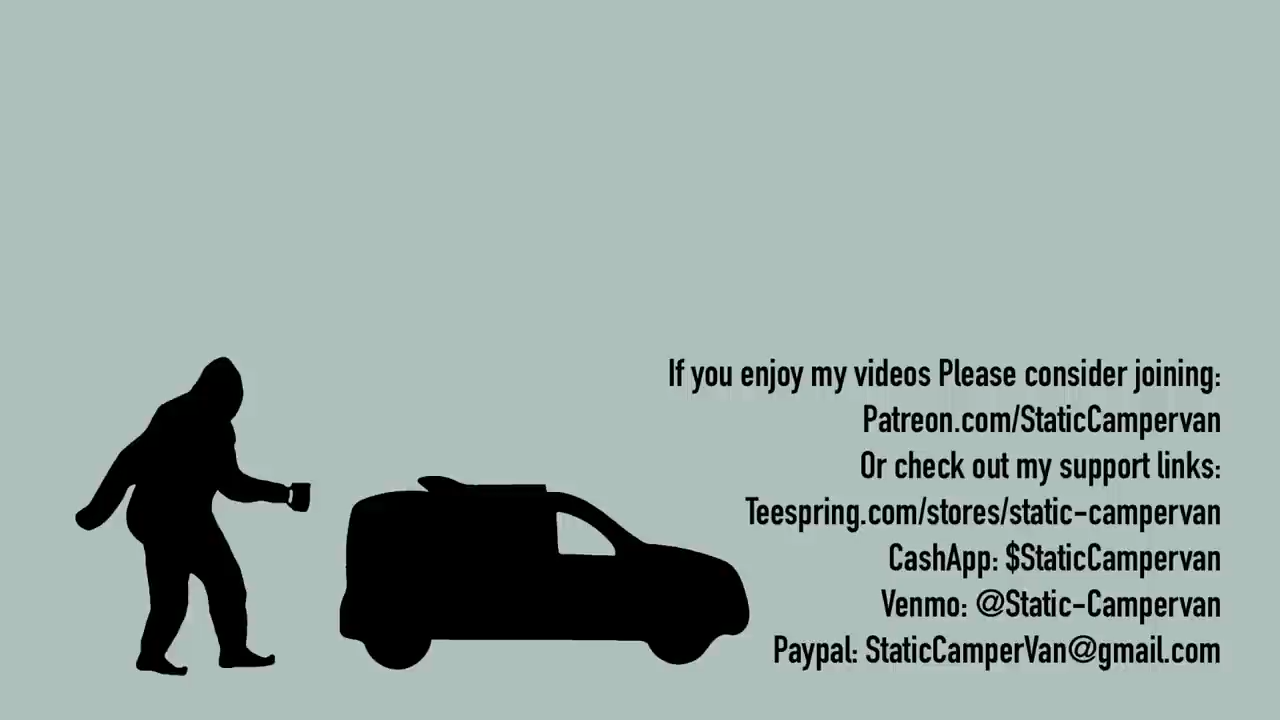 If you enjoy my videos Please consider joining:
Patreon.com/StaticCampervan
Or check out my support links:
Teespring.com/stores/static-campervan
CashApp: $StaticCampervan
Venmo: @Static-Campervan
Paypal: StaticCamperVan@gmail.com